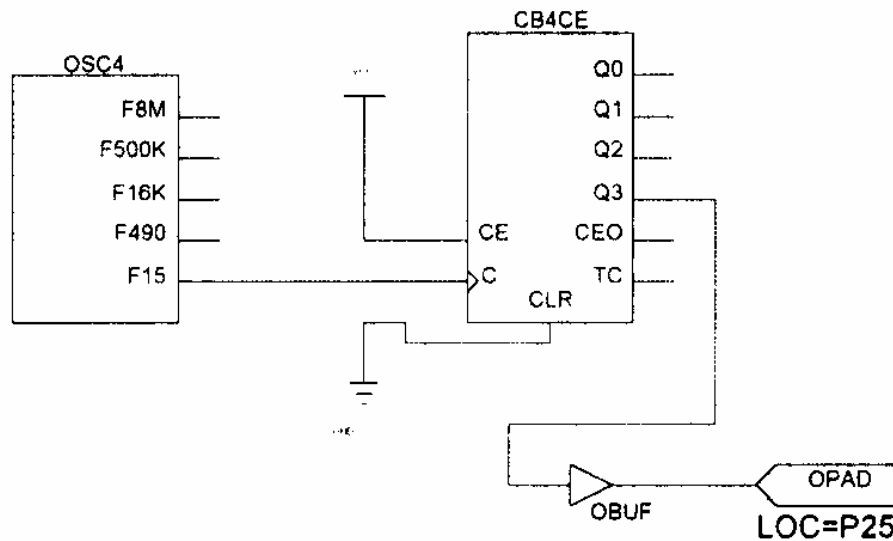 OSC4
F8M
F500K
F16K
F490
F15
CB4CE
Q0
Q1
Q2
Q3
CE
CEO
C
TC
CLR
OBUF
OPAD
LOC=P25